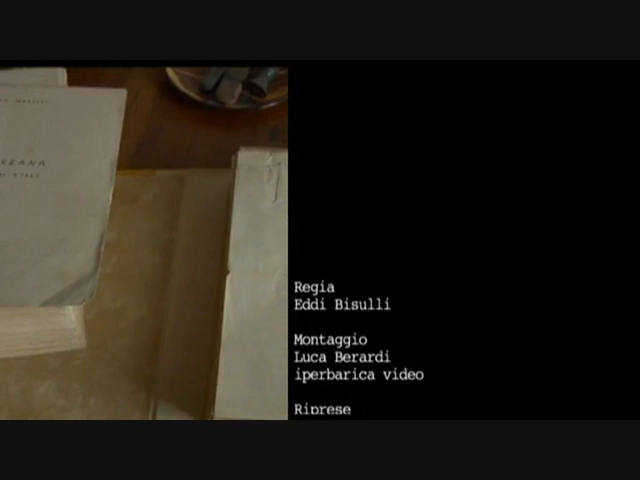 Regia
Eddi Bisulli
Montaggio
Luca Berardi
iperbarica video
Riprese